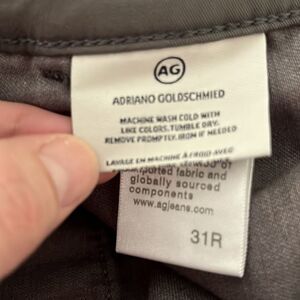 AG
ADRIANO GOLDSCHMIED
MACHINE WASH COLD WITH
LIKE COLORS. TUMBLE DRY.
REMOVE PROMPTLY. IRON IF NEEDED
LAVAGE EN MACHINE A FROID AVEC
of
imported fabric and
globally sourced
components
www.agjeans.com
31R